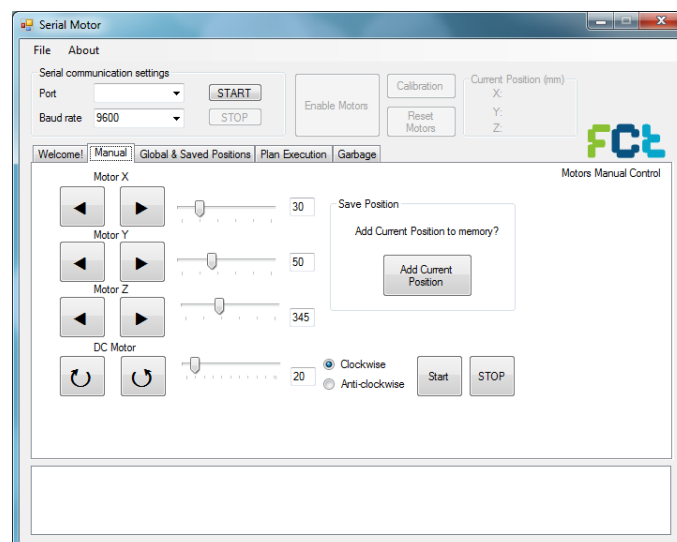 Serial Motor
File About
Serial communication settings
Port
START
Baud rate 9600
STOP
Enable Motors
Calibration
Reset
Motors
Current Position (mm)
X:
Y:
Z:
FCt
Welcome! Manual Global & Saved Positions Plan Execution Garbage
Motors Manual Control
Motor X
30
Motor Y
50
Motor Z
345
Save Position
Add Current Position to memory?
Add Current
Position
DC Motor
20
Clockwise
Anti-clockwise
Start
STOP